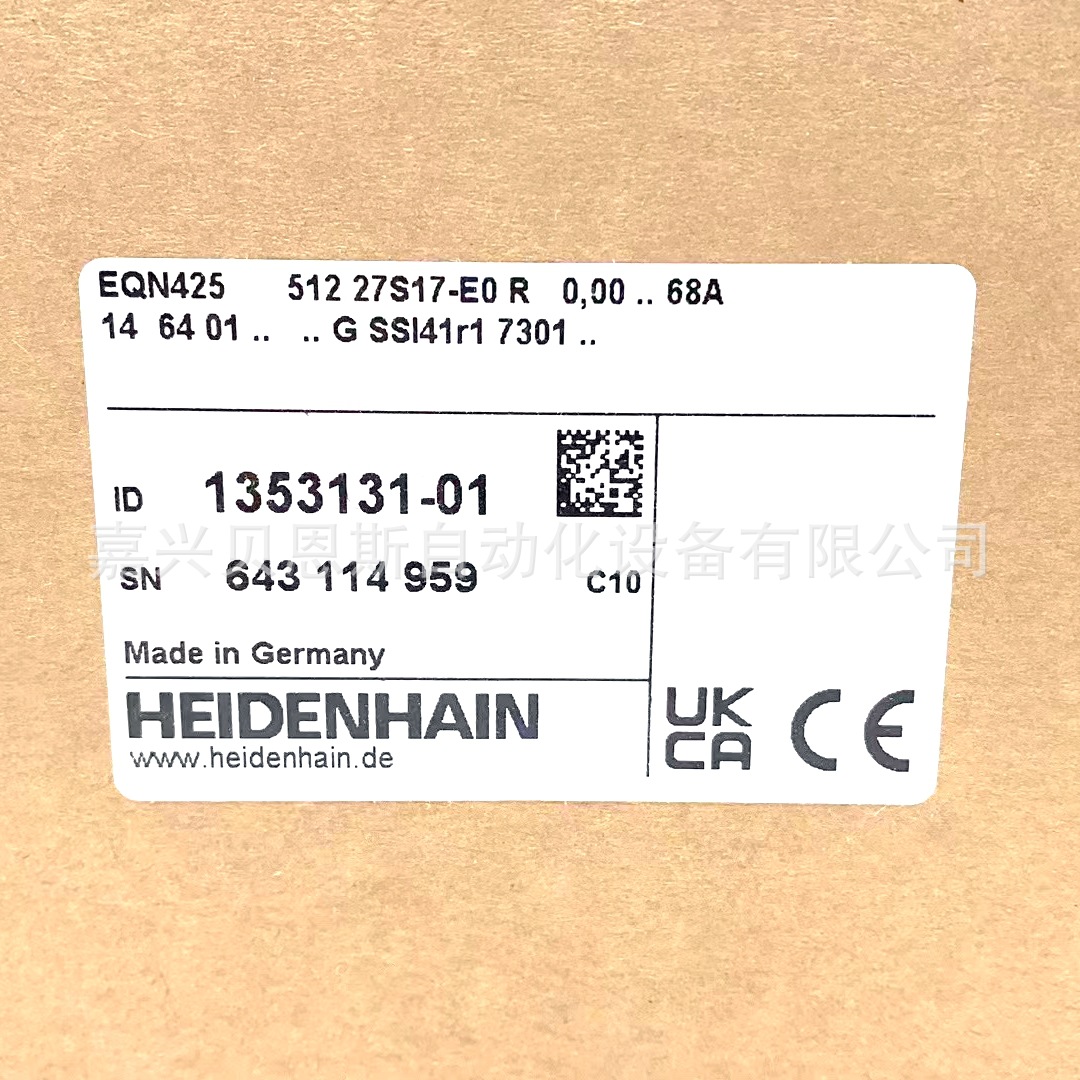 EQN425 512 27S17-E0 R 0,00 .. 68A
14 64 01 .. .. G SSI41r1 7301 ..
ID 1353131-01
嘉兴贝恩斯自动化设备有限公司
SN 643 114 959 C10
Made in Germany
HEIDENHAIN
www.heidenhain.de
UK
CA
CE